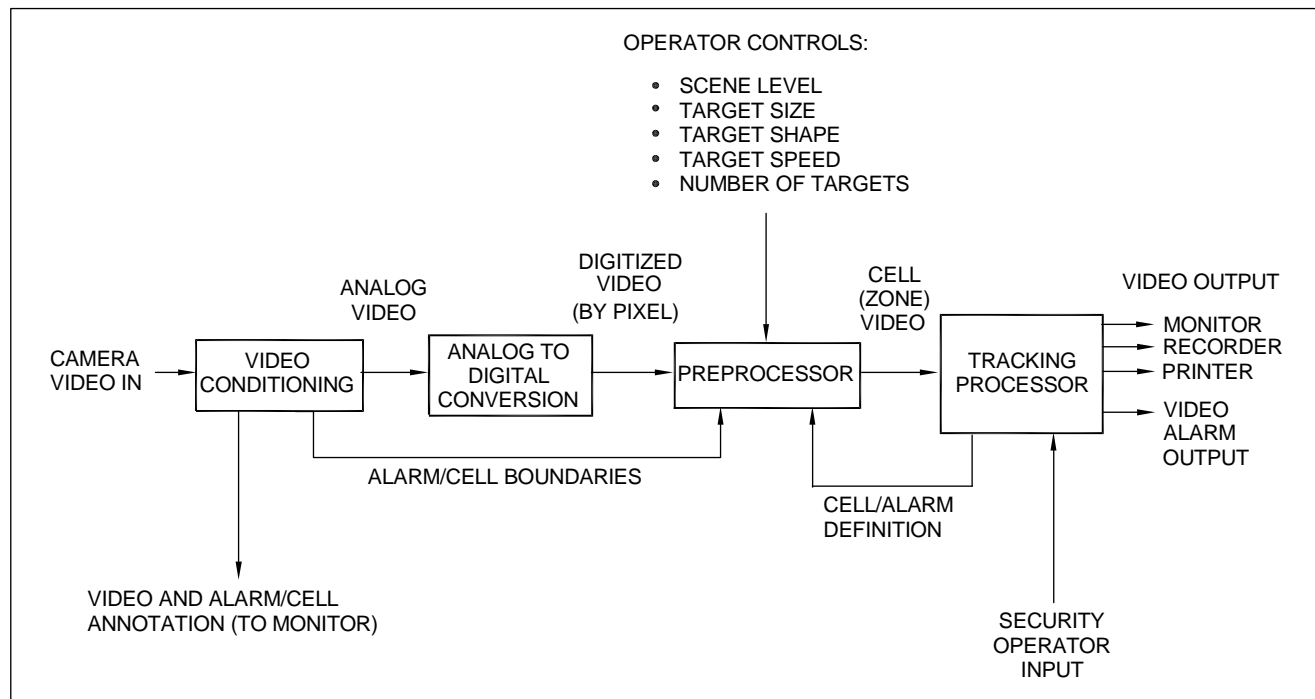 OPERATOR CONTROLS:
• SCENE LEVEL
• TARGET SIZE
• TARGET SHAPE
• TARGET SPEED
• NUMBER OF TARGETS
CAMERA
VIDEO IN
VIDEO
CONDITIONING
ANALOG
VIDEO
ANALOG TO
DIGITAL
CONVERSION
DIGITIZED
VIDEO
(BY PIXEL)
PREPROCESSOR
CELL
(ZONE)
VIDEO
TRACKING
PROCESSOR
VIDEO OUTPUT
MONITOR
RECORDER
PRINTER
VIDEO
ALARM
OUTPUT
ALARM/CELL BOUNDARIES
CELL/ALARM
DEFINITION
VIDEO AND ALARM/CELL
ANNOTATION (TO MONITOR)
SECURITY
OPERATOR
INPUT